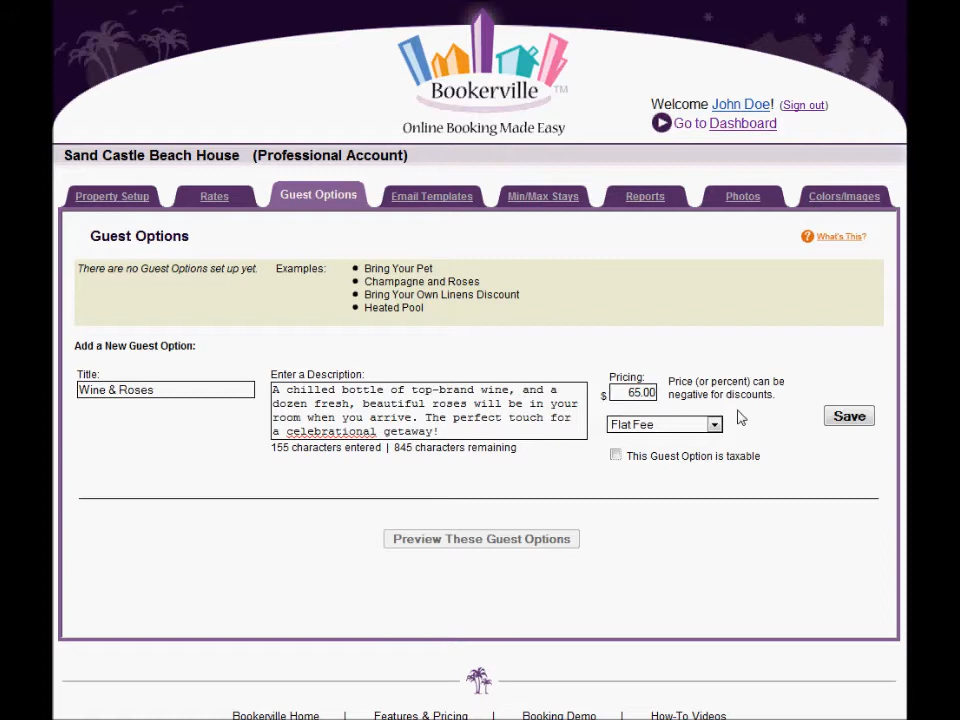 Bookerville TM
Online Booking Made Easy
Welcome John Doe! (Sign out)
Go to Dashboard
Sand Castle Beach House (Professional Account)
Property Setup Rates Guest Options Email Templates Min/Max Stays Reports Photos Colors/Images
Guest Options
? What's This?
There are no Guest Options set up yet. Examples:
Bring Your Pet
Champagne and Roses
Bring Your Own Linens Discount
Heated Pool
Add a New Guest Option:
Title:
Wine & Roses
Enter a Description:
A chilled bottle of top-brand wine, and a
dozen fresh, beautiful roses will be in your
room when you arrive. The perfect touch for
a celebrational getaway!
155 characters entered | 845 characters remaining
Pricing:
$ 65.00
Price (or percent) can be
negative for discounts.
Flat Fee
This Guest Option is taxable
Save
Preview These Guest Options
Bookerville Home | Features & Pricing | Booking Demo | How-To Videos